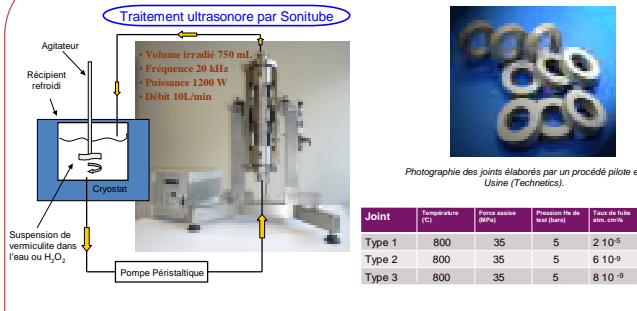 Traitement ultrasonore par Sonitube
Agitateur
Récipient
refroidi
• Volume irradié 750 mL
• Fréquence 20 kHz
• Puissance 1200 W
• Débit 10L/min
Cryostat
Suspension de
vermiculite dans
l'eau ou H₂O₂
Pompe Péristaltique
Photographie des joints élaborés par un procédé pilote e
Usine (Technetics).
Joint Température (°C) Force assise (MPa) Pression He de test (bars) Taux de fuite atm. cm³/s
Type 1 800 35 5 2 10⁻⁵
Type 2 800 35 5 6 10⁻⁹
Type 3 800 35 5 8 10 ⁻⁹